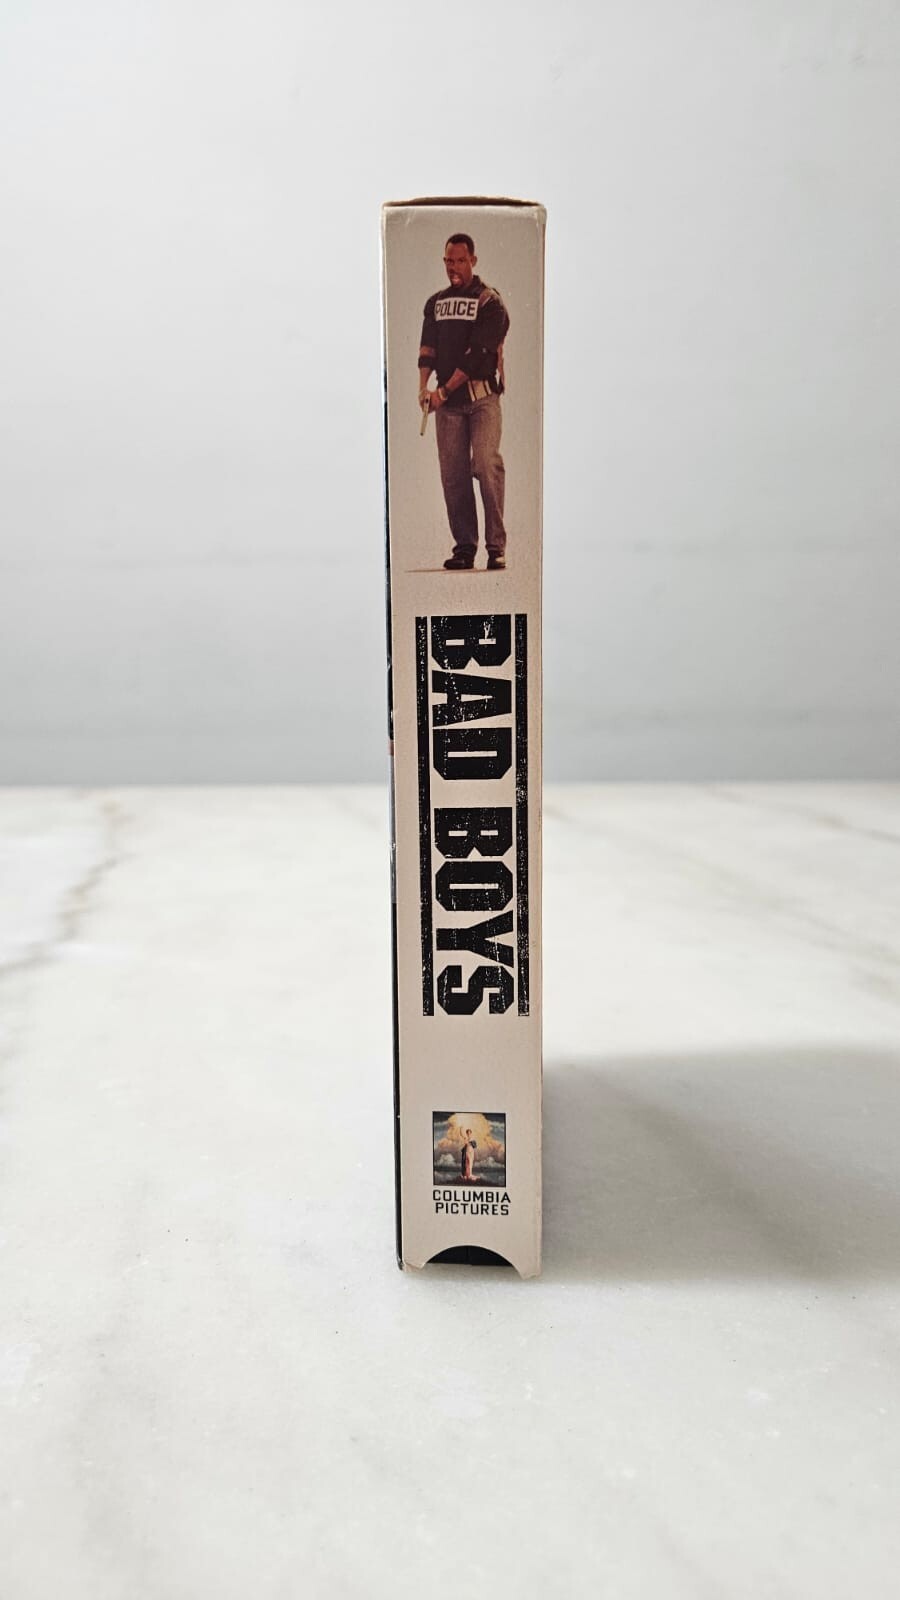 POLICE
BAD BOYS
COLUMBIA
PICTURES